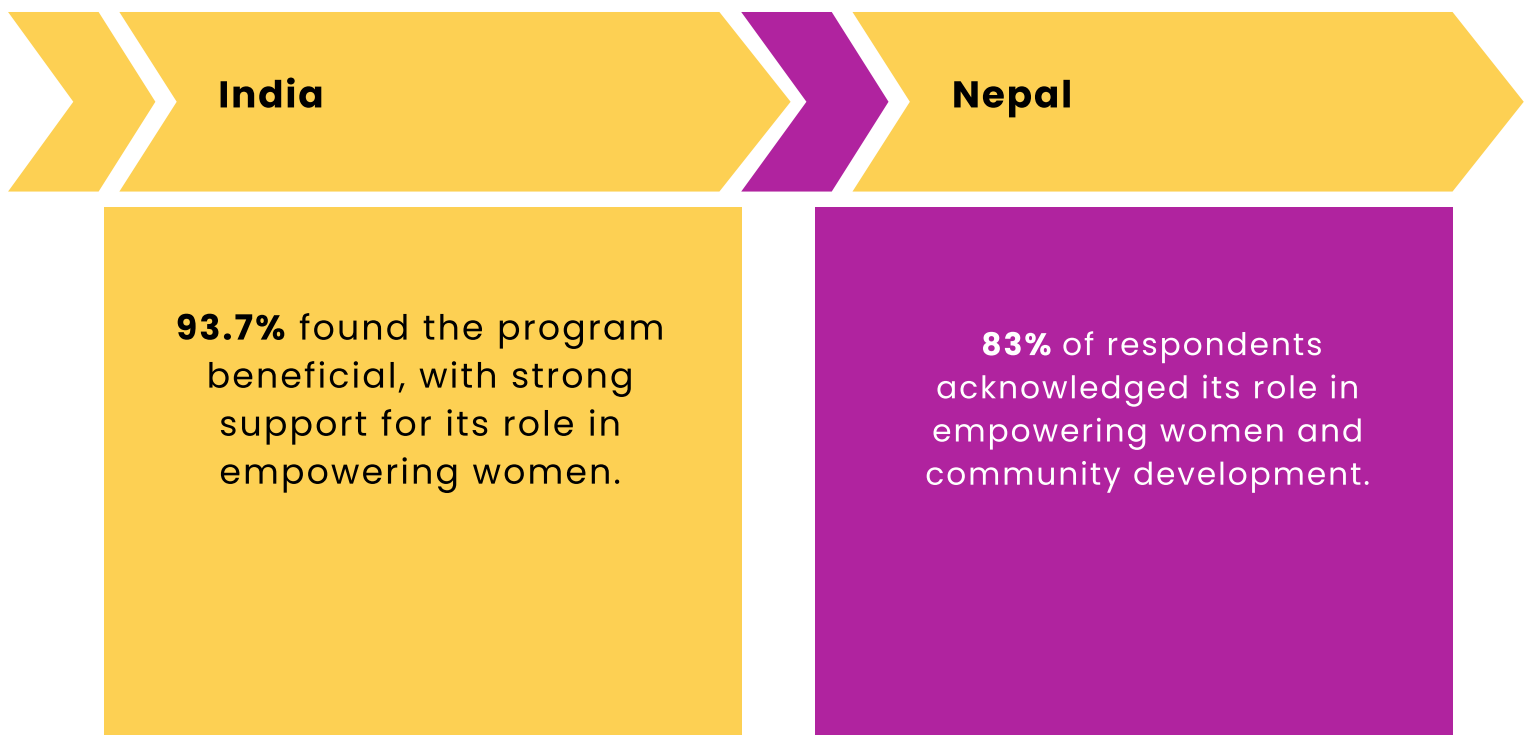 India
Nepal
93.7% found the program
beneficial, with strong
support for its role in
empowering women.
83% of respondents
acknowledged its role in
empowering women and
community development.